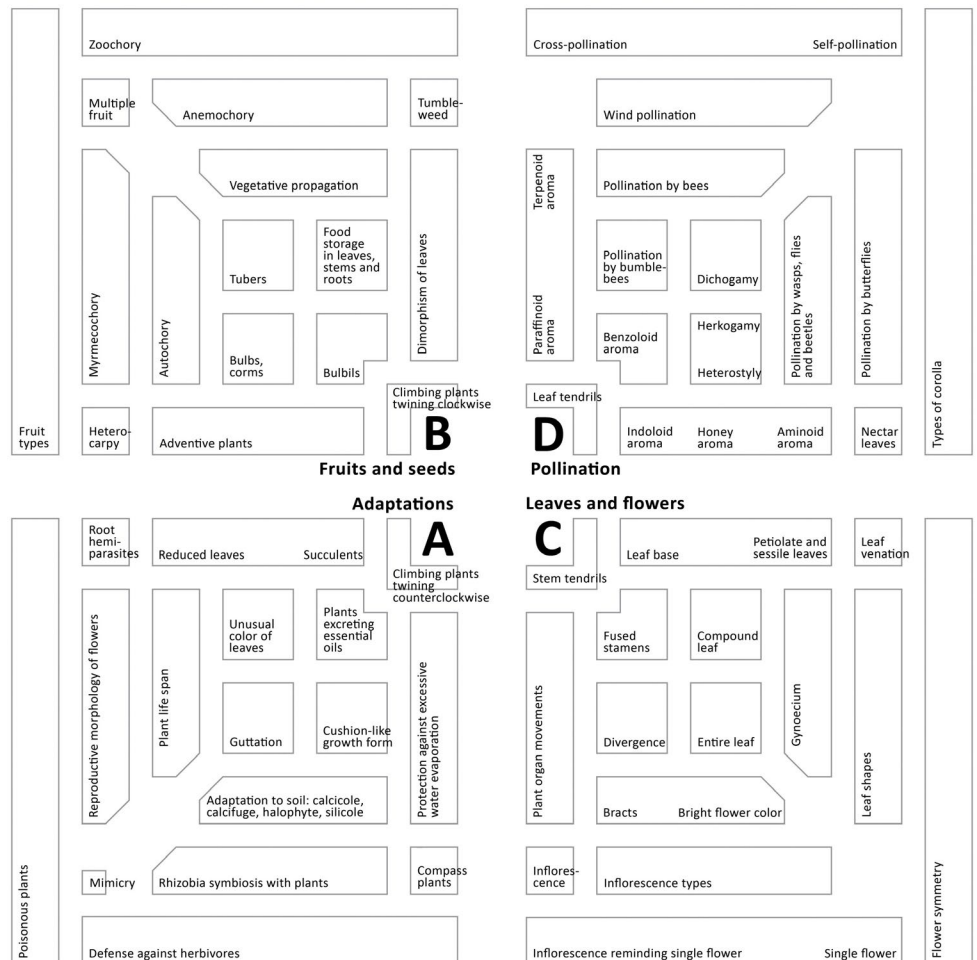 Zoochory
Cross-pollination
Self-pollination
Multiple
fruit
Anemochory
Tumble-
weed
Wind pollination
Vegetative propagation
Terpenoid
aroma
Pollination by bees
Food
storage
in leaves,
stems and
roots
Tubers
Dimorphism of leaves
Myrmecochory
Autochory
Bulbs,
corms
Bulbils
Pollination
by bumble-
bees
Dichogamy
Paraffinoid
aroma
Benzoloid
aroma
Herkogamy
Heterostyly
Pollination by wasps, flies
and beetles
Pollination by butterflies
Types of corolla
Fruit
types
Hetero-
carpy
Adventive plants
Climbing plants
twining clockwise
B
Fruits and seeds
Leaf tendrils
D
Pollination
Indoloid
aroma
Honey
aroma
Aminoid
aroma
Nectar
leaves
Adaptations
A
Leaves and flowers
C
Root
hemi-
parasites
Reduced leaves
Succulents
Climbing plants
twining
counterclockwise
Stem tendrils
Leaf base
Petiolate and
sessile leaves
Leaf
venation
Reproductive morphology of flowers
Plant life span
Unusual
color of
leaves
Plants
excreting
essential
oils
Guttation
Cushion-like
growth form
Protection against excessive
water evaporation
Adaptation to soil: calcicole,
calcifuge, halophyte, silicole
Plant organ movements
Fused
stamens
Compound
leaf
Divergence
Entire leaf
Gynoecium
Leaf shapes
Bracts
Bright flower color
Poisonous plants
Mimicry
Rhizobia symbiosis with plants
Compass
plants
Inflores-
cence
Inflorescence types
Flower symmetry
Defense against herbivores
Inflorescence reminding single flower
Single flower